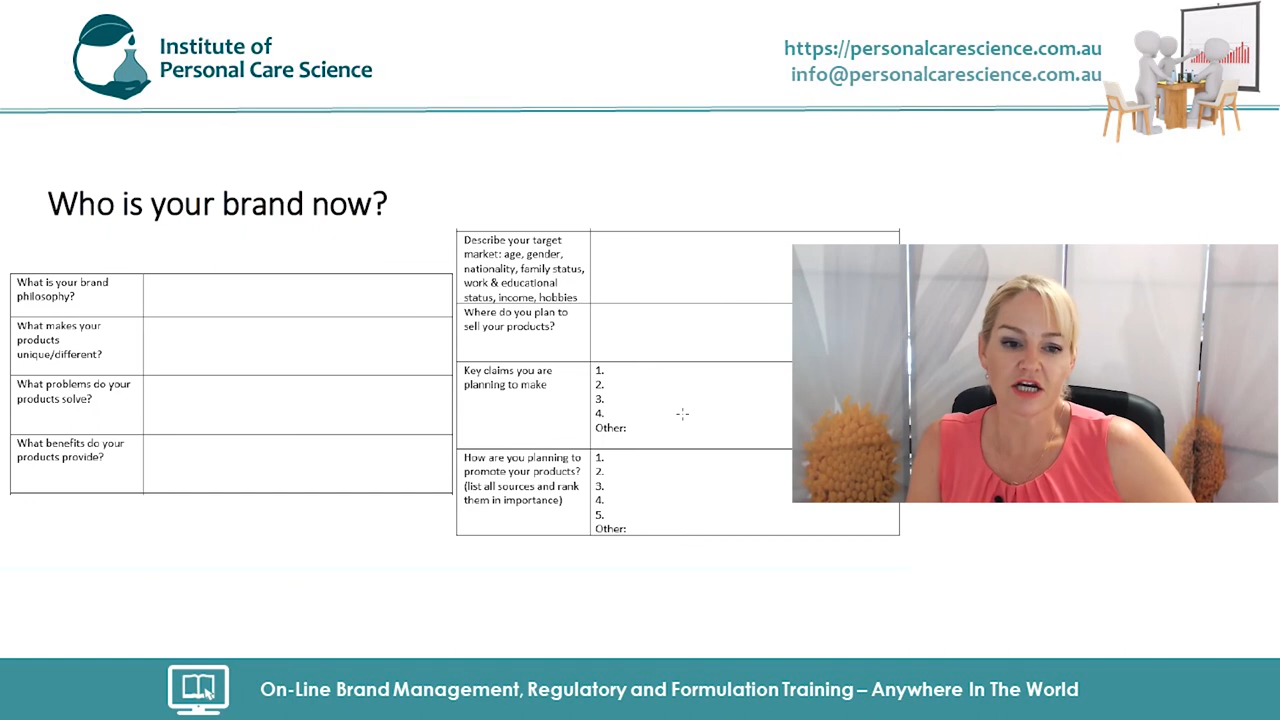 Institute of
Personal Care Science
https://personalcarescience.com.au
info@personalcarescience.com.au
Who is your brand now?
What is your brand
philosophy?
What makes your
products
unique/different?
What problems do your
products solve?
What benefits do your
products provide?
Describe your target
market: age, gender,
nationality, family status,
work & educational
status, income, hobbies
Where do you plan to
sell your products?
Key claims you are
planning to make
1.
2.
3.
4.
Other:
How are you planning to
promote your products?
(list all sources and rank
them in importance)
1.
2.
3.
4.
5.
Other:
On-Line Brand Management, Regulatory and Formulation Training – Anywhere In The World